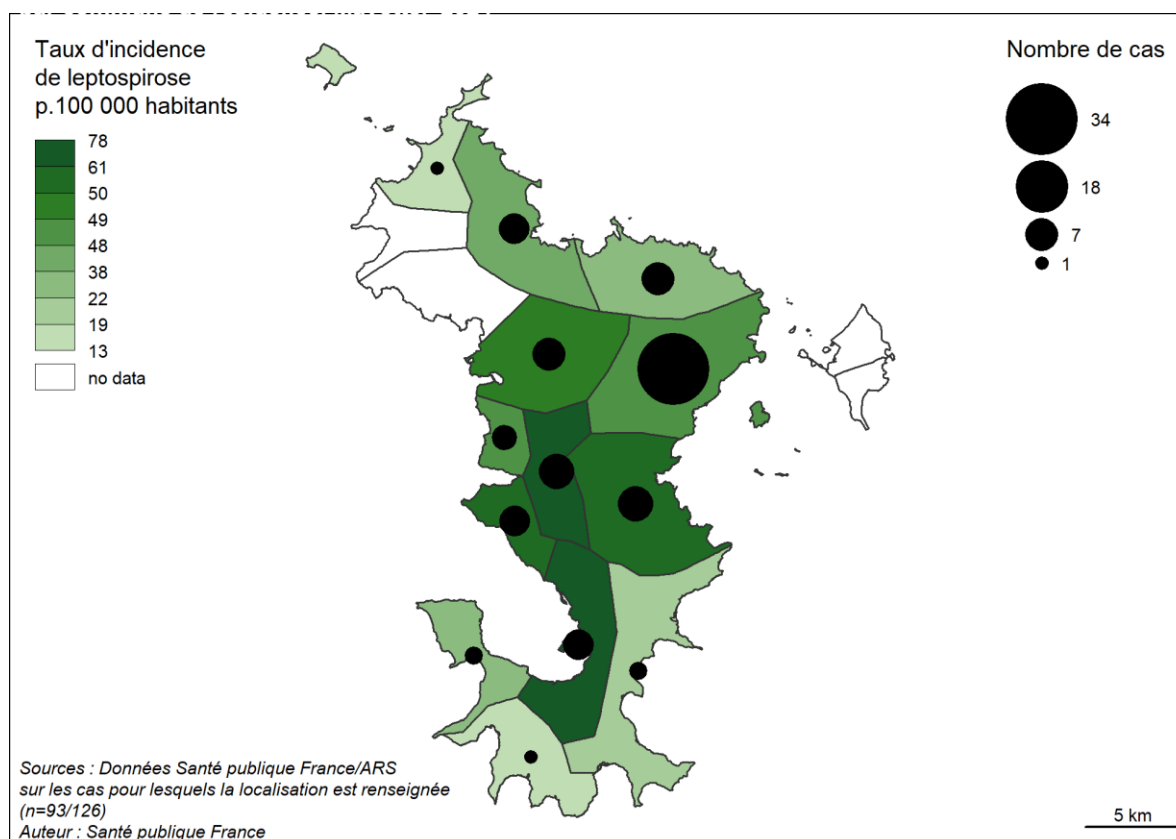 Taux d'incidence
de leptospirose
p.100 000 habitants
78
61
50
49
48
38
22
19
13
no data
Nombre de cas
34
18
7
1
Sources : Données Santé publique France/ARS
sur les cas pour lesquels la localisation est renseignée
(n=93/126)
Auteur : Santé publique France
5 km